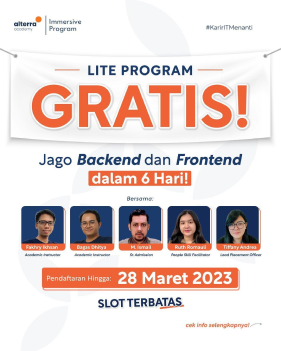 alterra academy
Immersive Program
#KarirITMenanti
LITE PROGRAM
GRATIS!
Jago Backend dan Frontend
dalam 6 Hari!
Bersama:
Fakhry Ikhsan
Academic Instructor
Bagas Dhitya
Academic Instructor
M. Ismail
Sr. Admission
Ruth Romauli
People Skill Facilitator
Tiffany Andrea
Lead Placement Officer
Pendaftaran Hingga: 28 Maret 2023
SLOT TERBATAS
cek info selengkapnya!